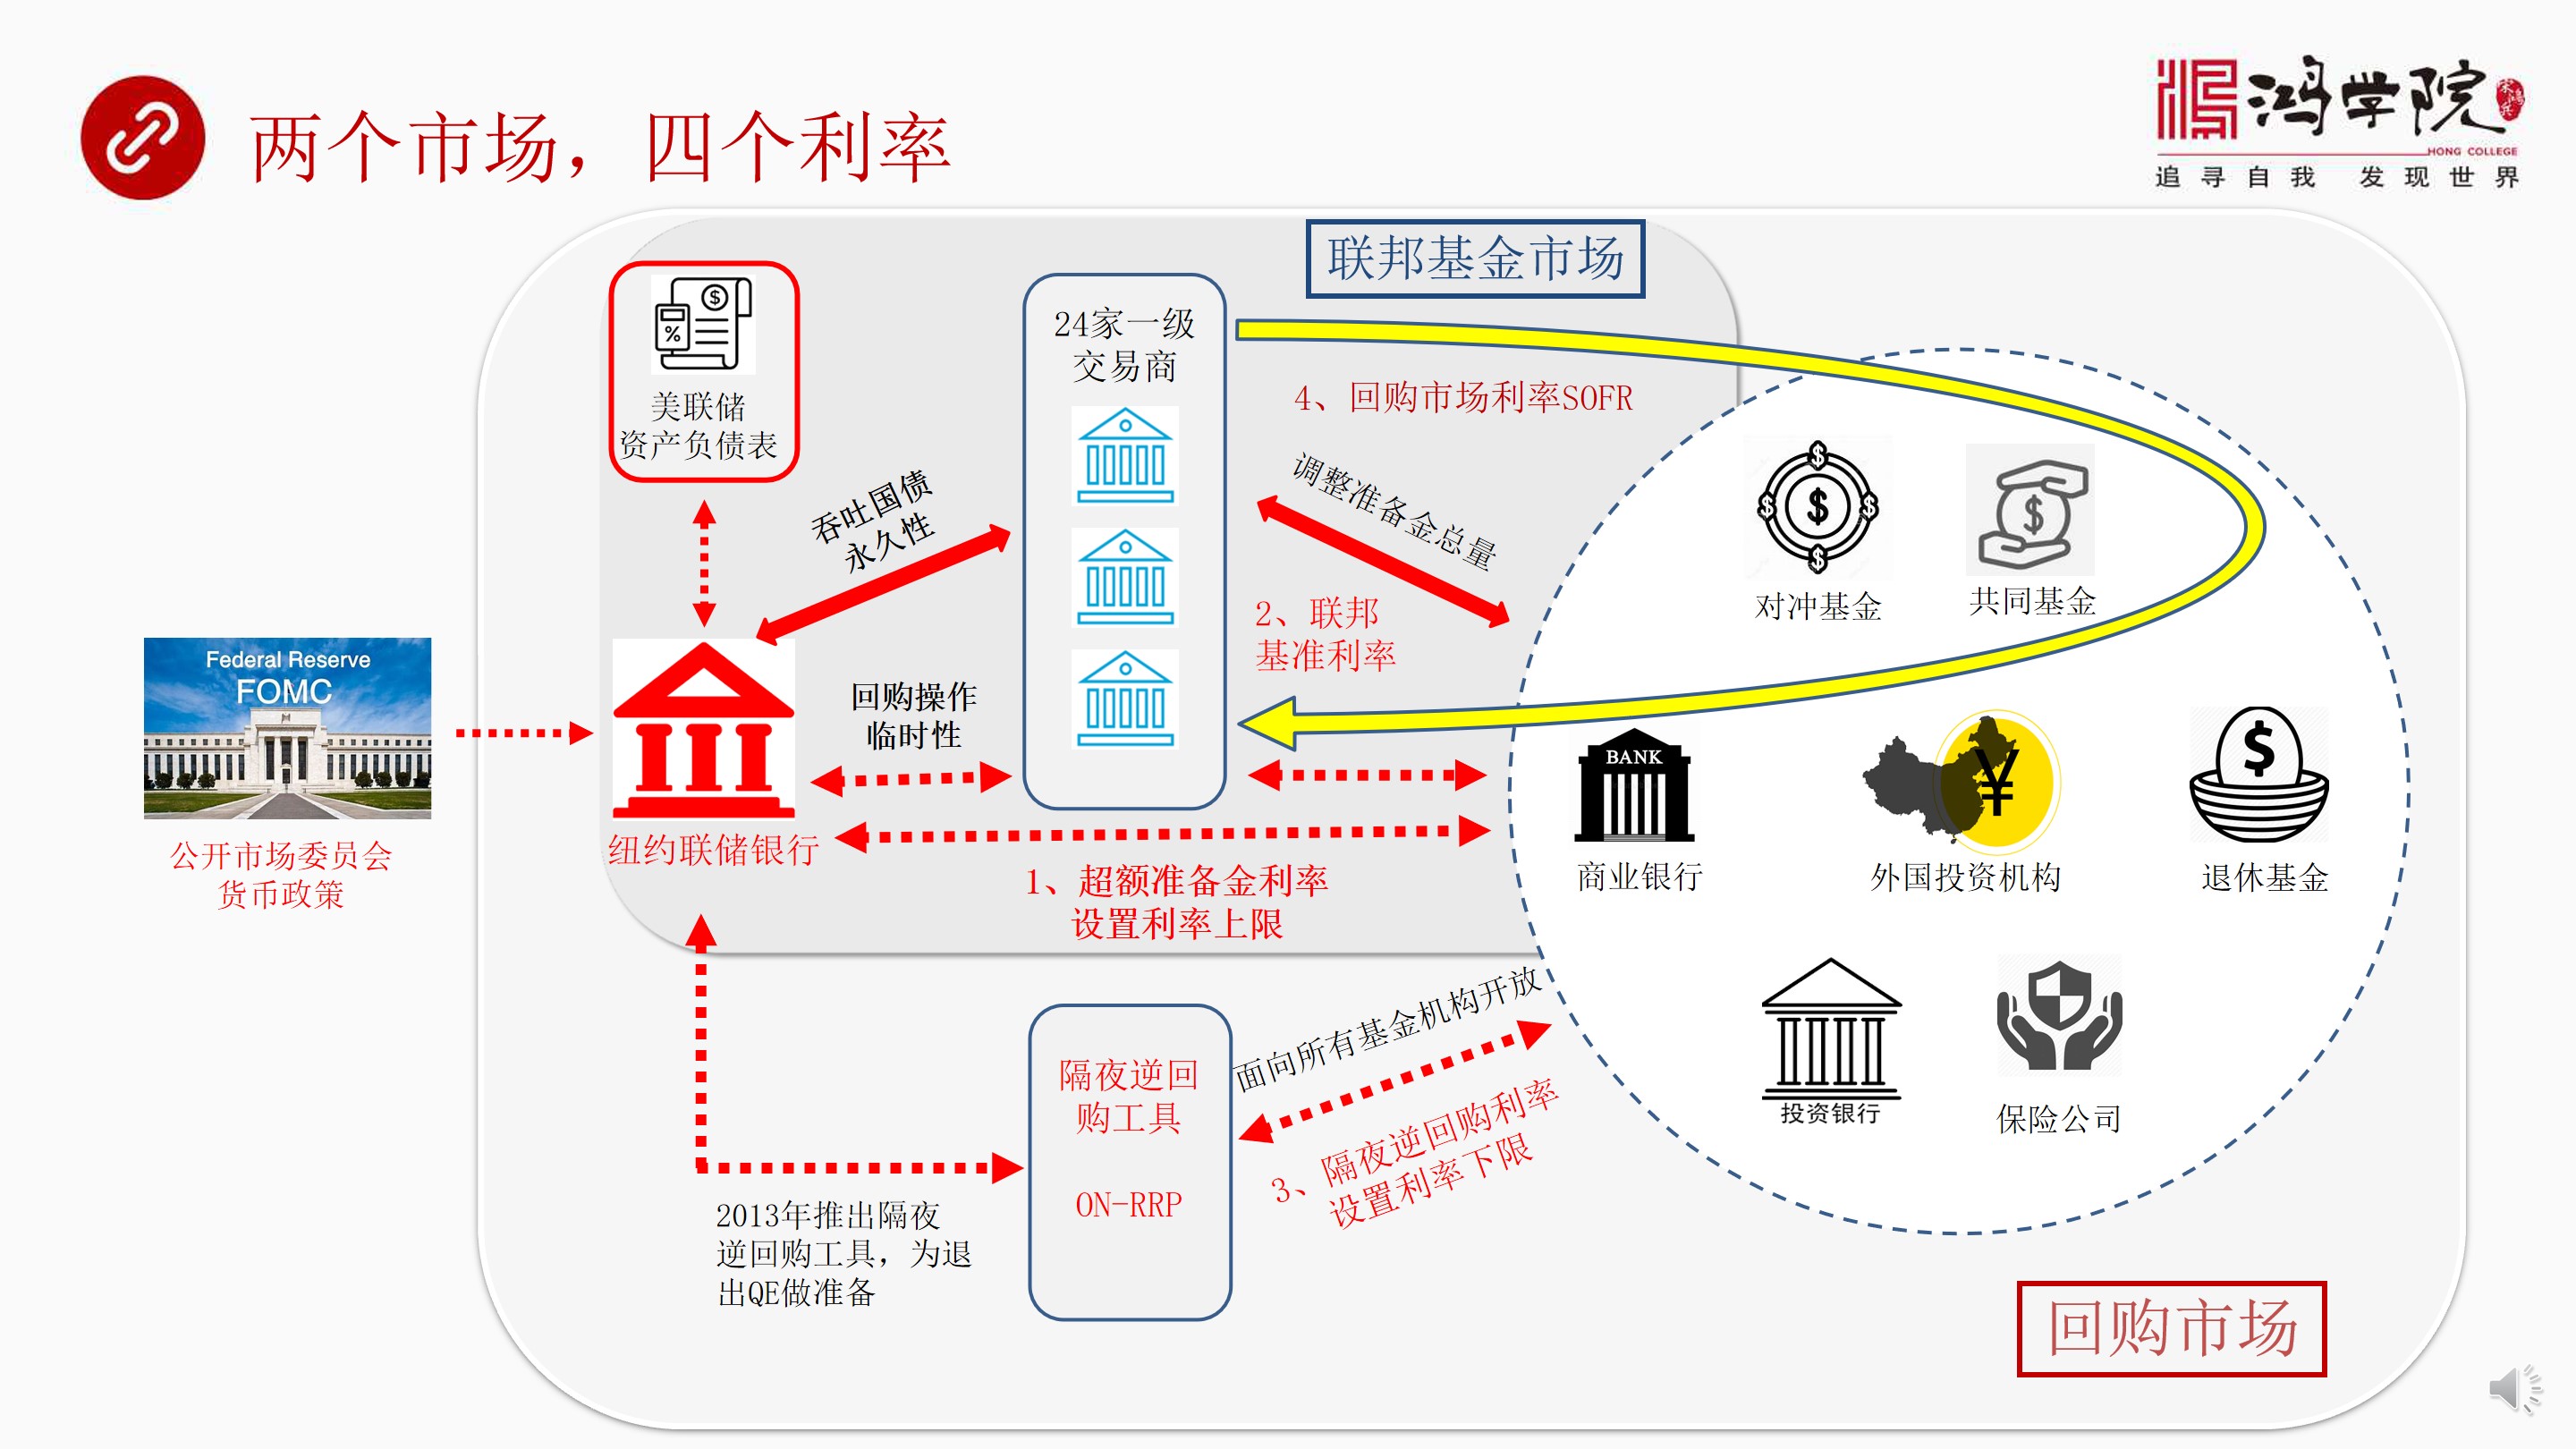 两个市场，四个利率
鸿学院
HONG COLLEGE
追寻自我 发现世界
联邦基金市场
美联储
资产负债表
24家一级
交易商
4、回购市场利率SOFR
调整准备金总量
吞吐国债
永久性
2、联邦
基准利率
对冲基金
共同基金
Federal Reserve
FOMC
公开市场委员会
货币政策
回购操作
临时性
纽约联储银行
1、超额准备金利率
设置利率上限
BANK
商业银行
外国投资机构
退休基金
面向所有基金机构开放
隔夜逆回
购工具
ON-RRP
3、隔夜逆回购利率
设置利率下限
投资银行
保险公司
2013年推出隔夜
逆回购工具，为退
出QE做准备
回购市场